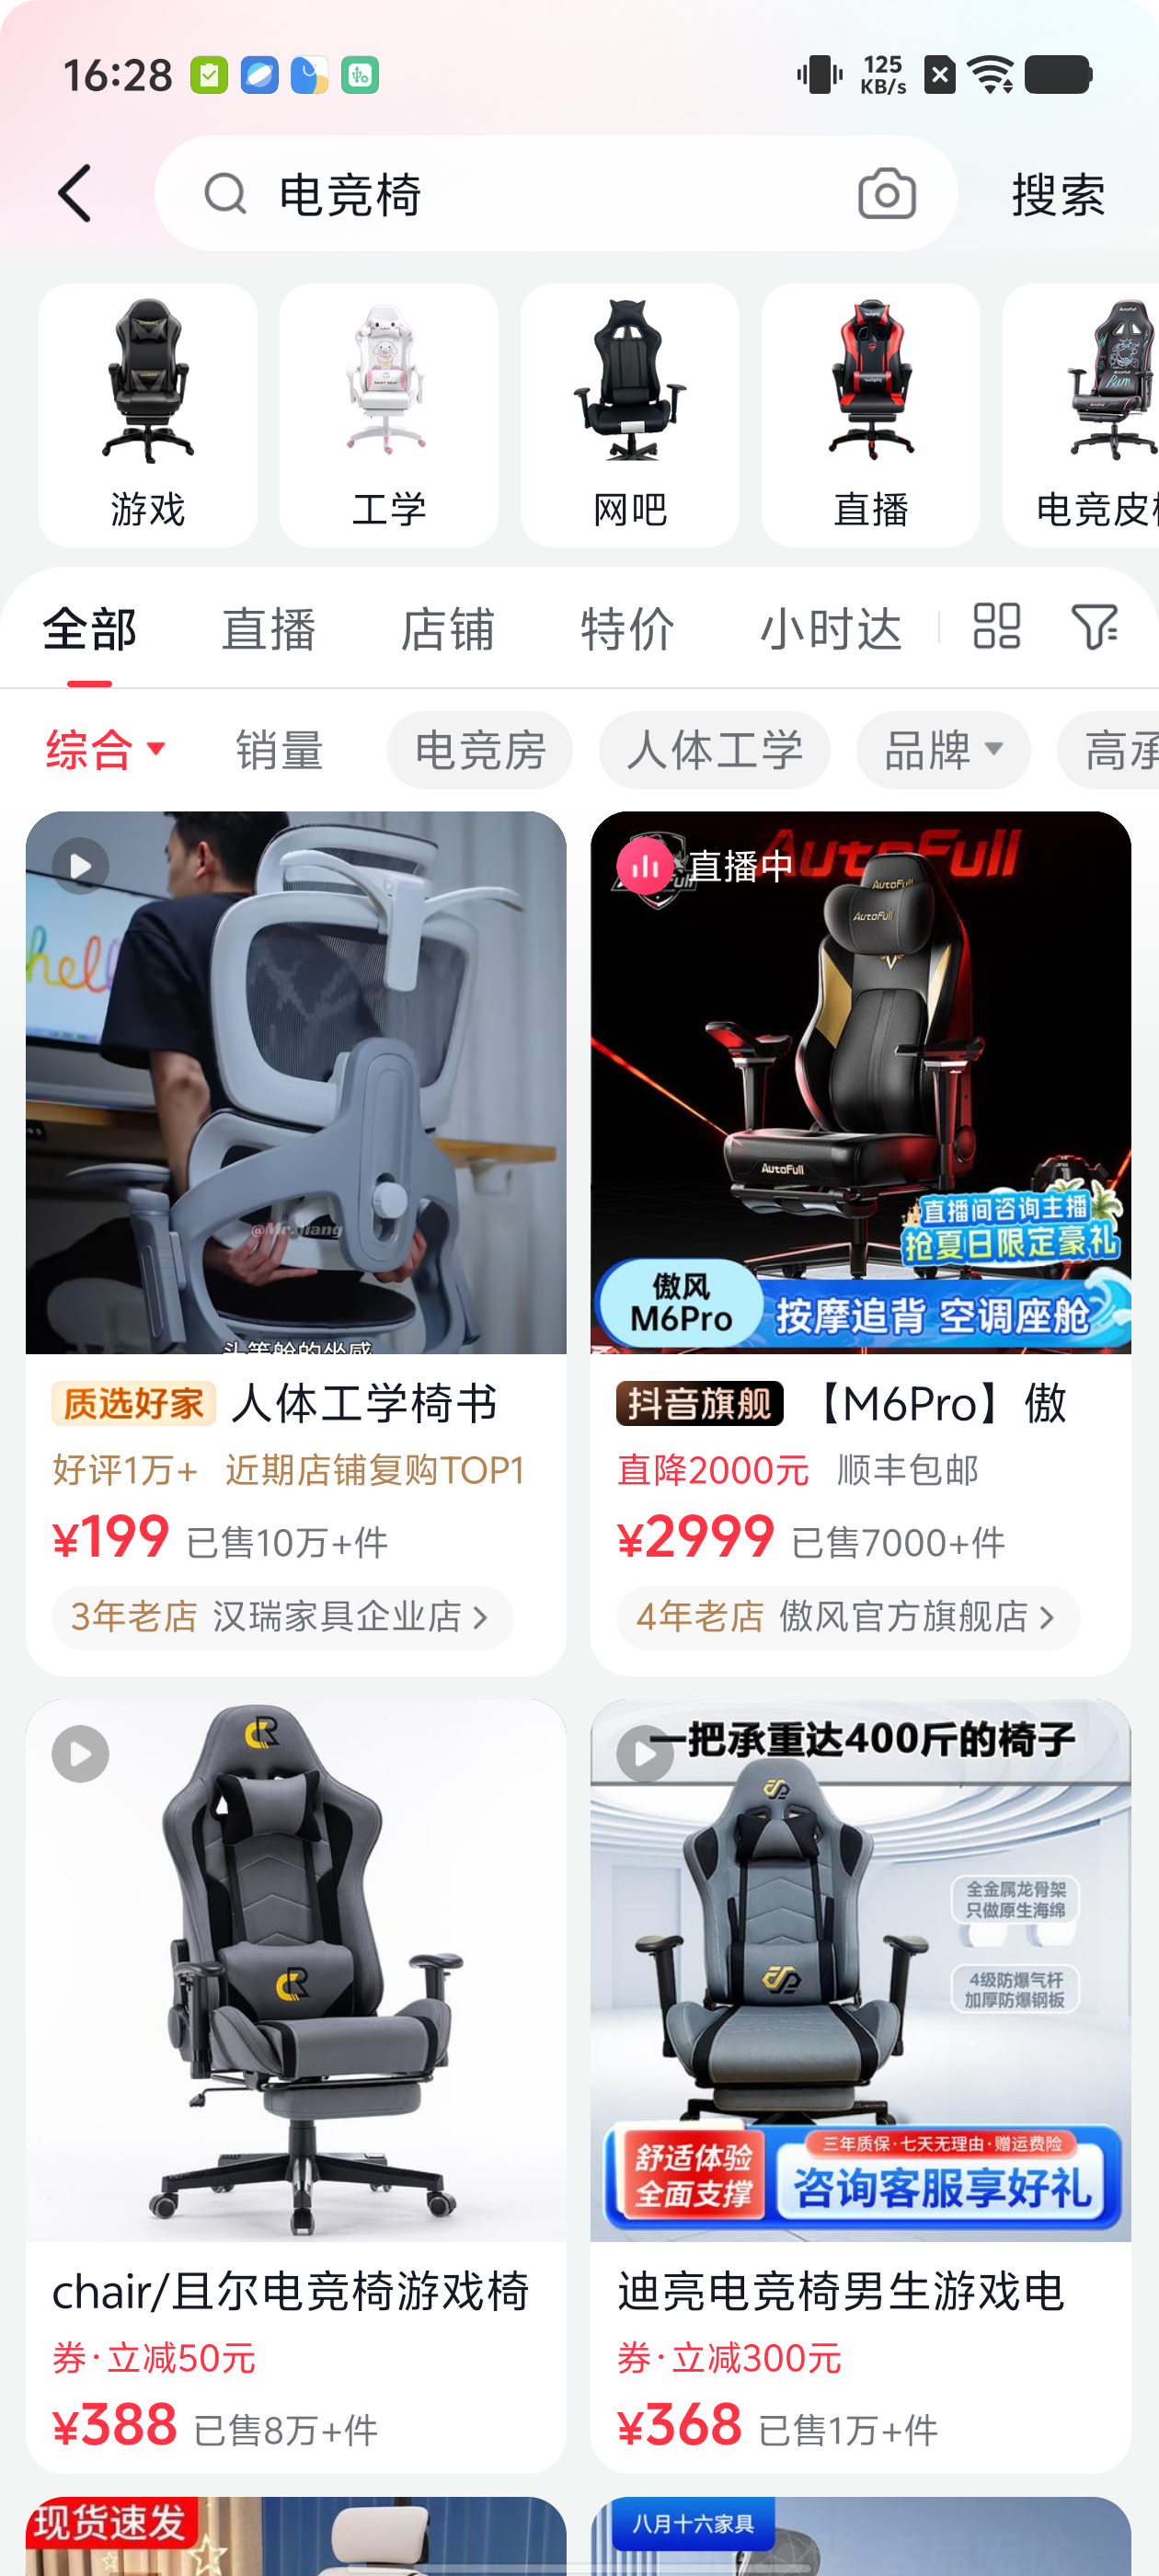 16:28
125
KB/s
电竞椅
搜索
游戏
工学
网吧
直播
电竞皮
全部
直播
店铺
特价
小时达
综合
销量
电竞房
人体工学
品牌
高承
hell
@Mr.Jiang
头等舱的坐感
质选好家 人体工学椅书
好评1万+ 近期店铺复购TOP1
¥199 已售10万+件
3年老店 汉瑞家具企业店
直播中
AutoFull
AutoFull
AutoFull
AutoFull
直播间咨询主播
抢夏日限定豪礼
傲风
M6Pro
按摩追背 空调座舱
抖音旗舰 【M6Pro】傲
直降2000元 顺丰包邮
¥2999 已售7000+件
4年老店 傲风官方旗舰店
chair/且尔电竞椅游戏椅
券·立减50元
¥388 已售8万+件
一把承重达400斤的椅子
全金属龙骨架
只做原生海绵
4级防爆气杆
加厚防爆钢板
舒适体验
全面支撑
三年质保·七天无理由·赠运费险
咨询客服享好礼
迪亮电竞椅男生游戏电
券·立减300元
¥368 已售1万+件
现货速发
八月十六家具